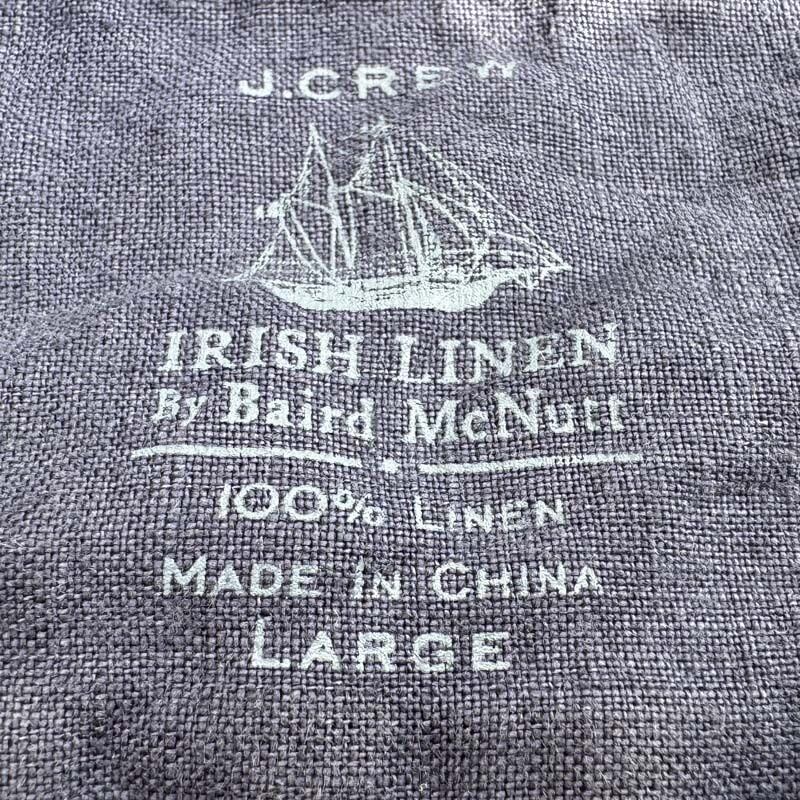 J.CREW
IRISH LINEN
By Baird McNutt
100% LINEN
MADE IN CHINA
LARGE